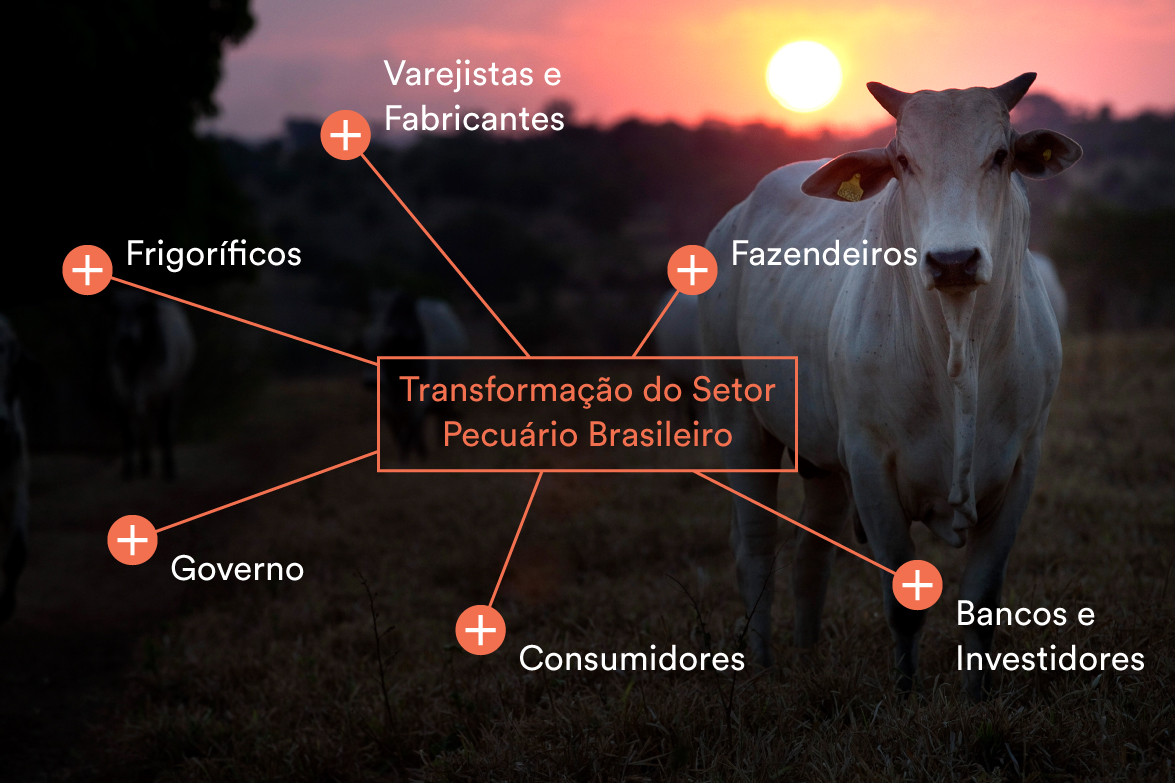 Varejistas e
Fabricantes
Frigoríficos
Fazendeiros
Transformação do Setor
Pecuário Brasileiro
Governo
Consumidores
Bancos e
Investidores